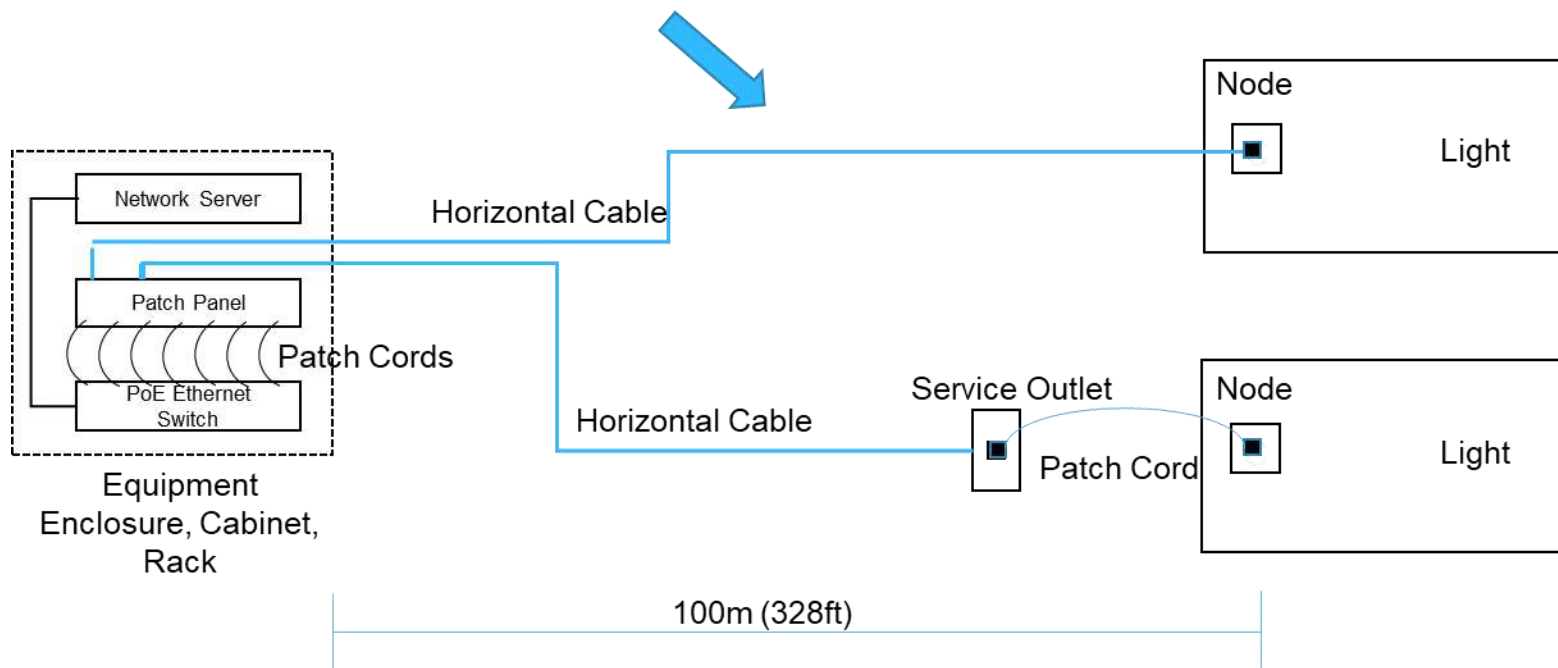 Node
Light
Network Server
Horizontal Cable
Patch Panel
Patch Cords
PoE Ethernet
Switch
Service Outlet
Node
Horizontal Cable
Patch Cord
Light
Equipment
Enclosure, Cabinet,
Rack
100m (328ft)